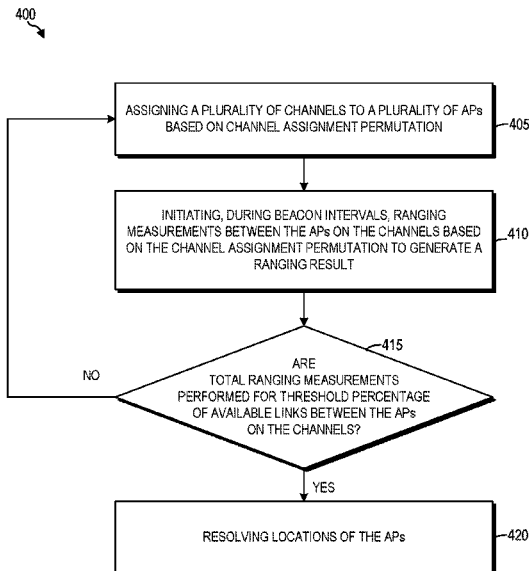 400
ASSIGNING A PLURALITY OF CHANNELS TO A PLURALITY OF APs
BASED ON CHANNEL ASSIGNMENT PERMUTATION
405
INITIATING, DURING BEACON INTERVALS, RANGING
MEASUREMENTS BETWEEN THE APs ON THE CHANNELS BASED
ON THE CHANNEL ASSIGNMENT PERMUTATION TO GENERATE A
RANGING RESULT
410
415
ARE
TOTAL RANGING MEASUREMENTS
PERFORMED FOR THRESHOLD PERCENTAGE
OF AVAILABLE LINKS BETWEEN THE APs
ON THE CHANNELS?
NO
YES
RESOLVING LOCATIONS OF THE APs
420